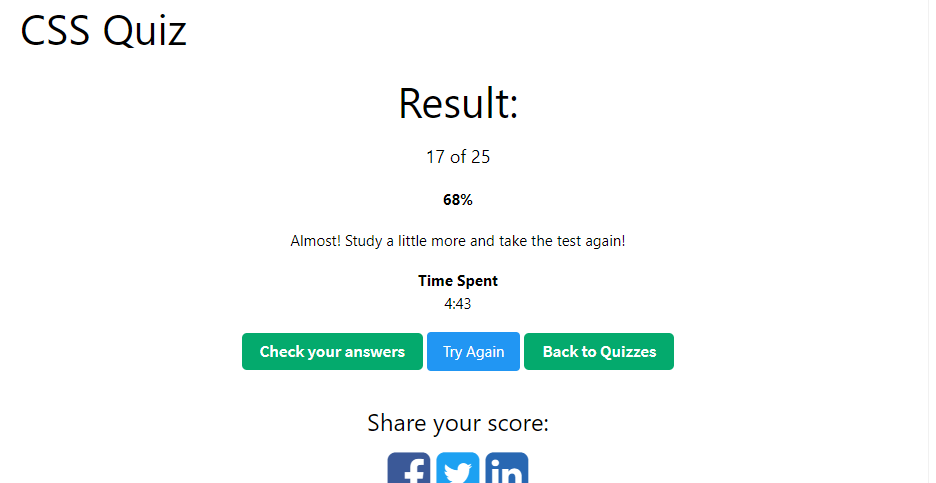 CSS Quiz
Result:
17 of 25
68%
Almost! Study a little more and take the test again!
Time Spent
4:43
Check your answers Try Again Back to Quizzes
Share your score: